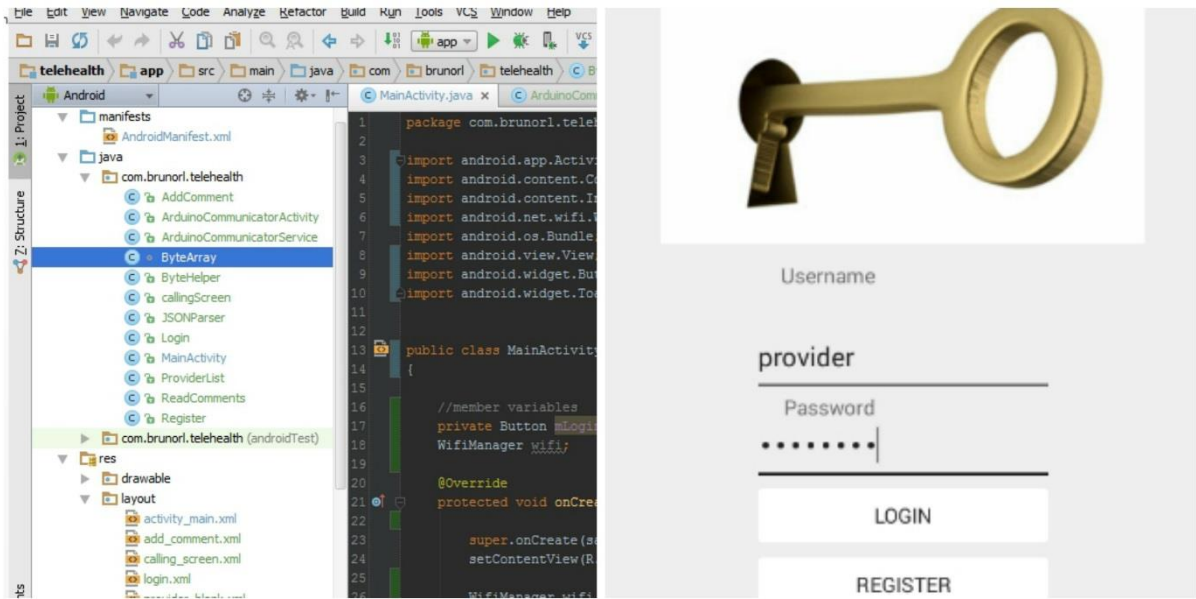 File Edit View Navigate Code Analyze Refactor Build Run Tools VCS Window Help
app VCS
telehealth app src main java com brunorl telehealth
1: Project
Z: Structure
Android
manifests
AndroidManifest.xml
java
com.brunorl.telehealth
AddComment
ArduinoCommunicatorActivity
ArduinoCommunicatorService
ByteArray
ByteHelper
callingScreen
JSONParser
Login
MainActivity
ProviderList
ReadComments
Register
com.brunorl.telehealth (androidTest)
res
drawable
layout
activity_main.xml
add_comment.xml
calling_screen.xml
login.xml
MainActivity.java × ArduinoCom
1 package com.brunorl.teleh
2
3 import android.app.Activi
4 import android.content.Co
5 import android.content.In
6 import android.net.wifi.
7 import android.os.Bundle
8 import android.view.View
9 import android.widget.But
10 import android.widget.Toa
11
12
13 public class MainActivity
14 {
15
16 //member variables
17 private Button mLogi
18 WifiManager wifi;
19
20 @Override
21 protected void onCrea
22
23 super.onCreate(sa
24 setContentView(R
25
26 WifiManager wifi
Username
provider
Password
••••••••
LOGIN
REGISTER